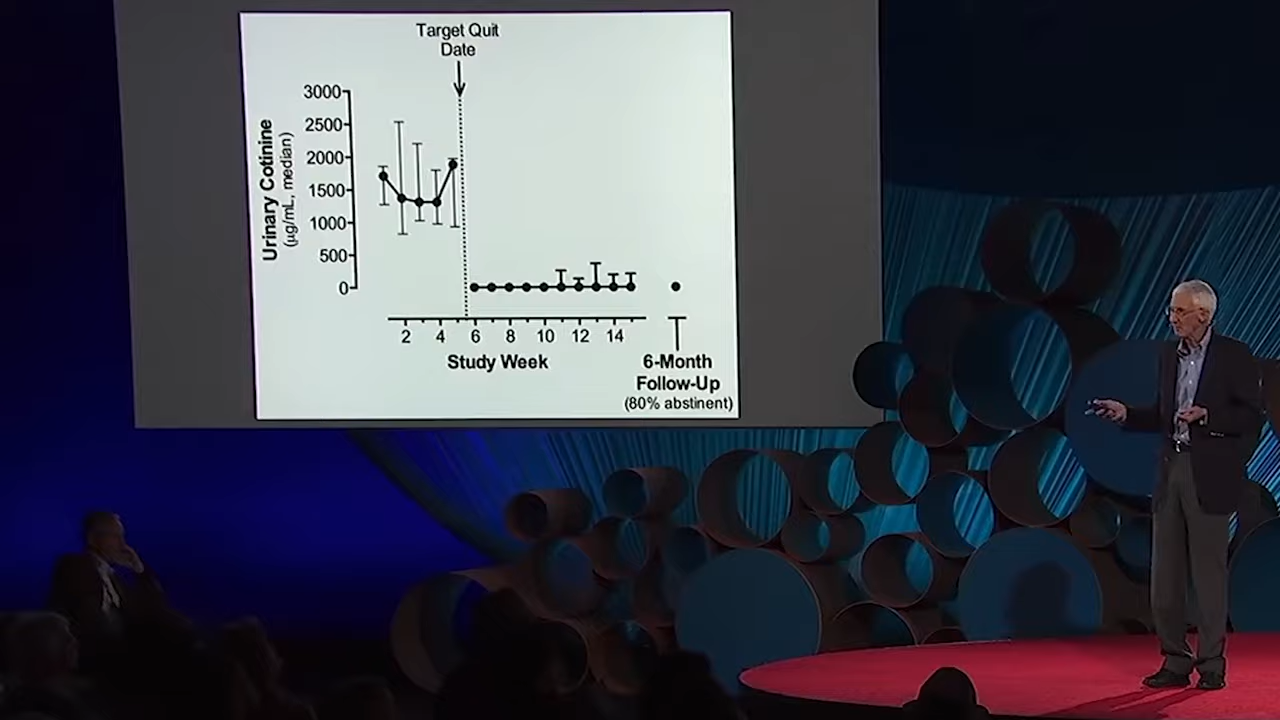 Target Quit
Date
3000
2500
2000
1500
1000
500
0
Urinary Cotinine
(µg/mL, median)
2 4 6 8 10 12 14
Study Week
6-Month
Follow-Up
(80% abstinent)